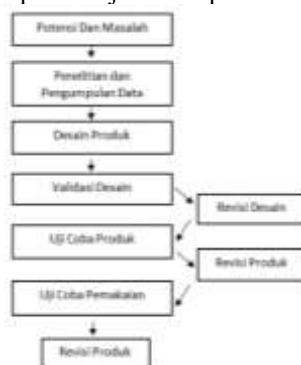 Potensi Dan Masalah
Penelitian dan
Pengumpulan Data
Desain Produk
Validasi Desain
Revisi Desain
Uji Coba Produk
Revisi Produk
Uji Coba Pemakaian
Revisi Produk